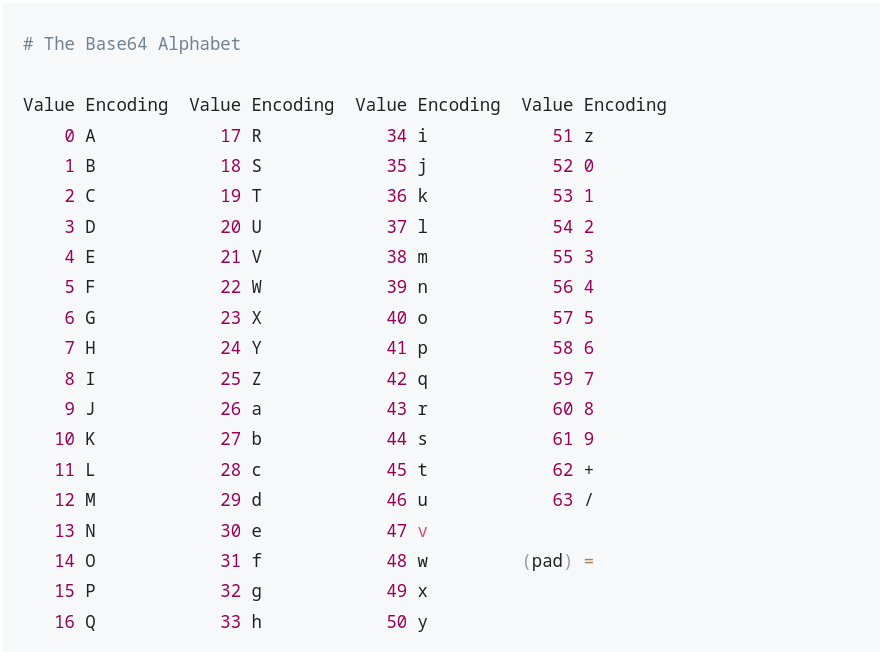 # The Base64 Alphabet
Value Encoding  Value Encoding  Value Encoding  Value Encoding
    0 A            17 R            34 i            51 z
    1 B            18 S            35 j            52 0
    2 C            19 T            36 k            53 1
    3 D            20 U            37 l            54 2
    4 E            21 V            38 m            55 3
    5 F            22 W            39 n            56 4
    6 G            23 X            40 o            57 5
    7 H            24 Y            41 p            58 6
    8 I            25 Z            42 q            59 7
    9 J            26 a            43 r            60 8
   10 K            27 b            44 s            61 9
   11 L            28 c            45 t            62 +
   12 M            29 d            46 u            63 /
   13 N            30 e            47 v
   14 O            31 f            48 w         (pad) =
   15 P            32 g            49 x
   16 Q            33 h            50 y